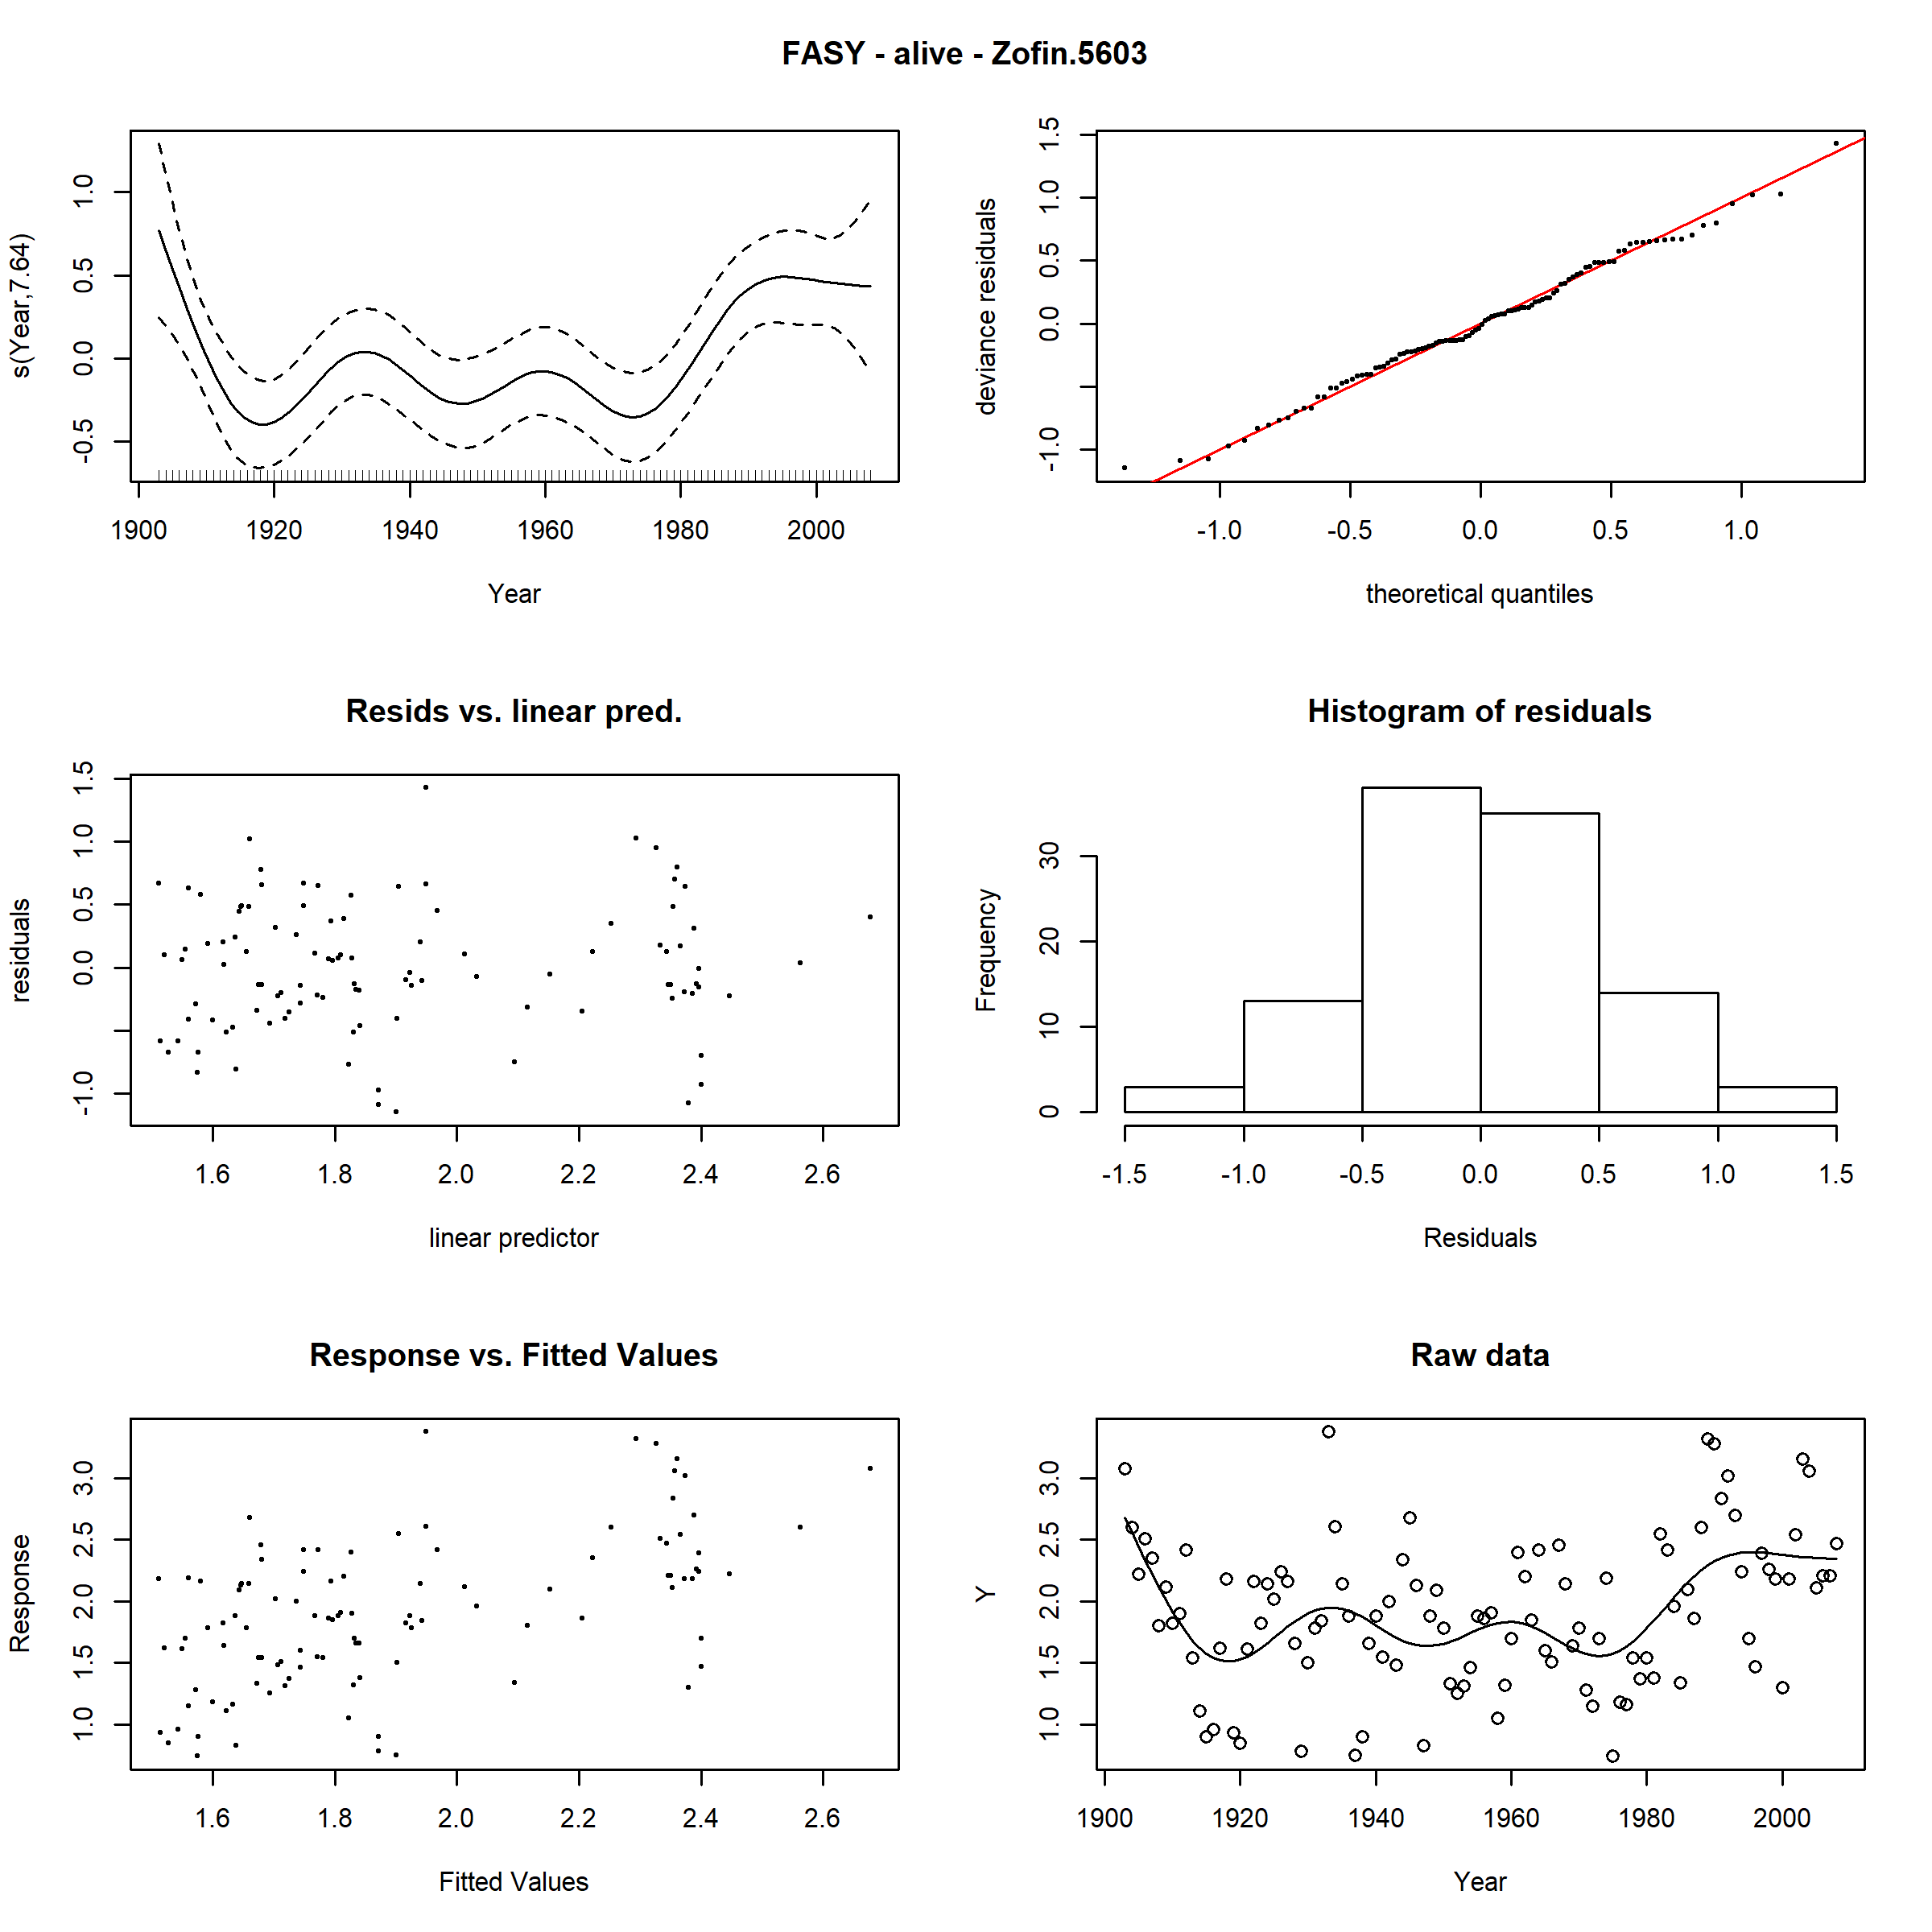 FASY - alive - Zofin.5603
s(Year,7.64)
1.0
0.5
0.0
-0.5
1900 1920 1940 1960 1980 2000
Year
deviance residuals
1.5
1.0
0.5
0.0
-1.0
-1.0 -0.5 0.0 0.5 1.0
theoretical quantiles
Resids vs. linear pred.
residuals
1.5
1.0
0.5
0.0
-1.0
1.6 1.8 2.0 2.2 2.4 2.6
linear predictor
Histogram of residuals
Frequency
30
20
10
0
-1.5 -1.0 -0.5 0.0 0.5 1.0 1.5
Residuals
Response vs. Fitted Values
Response
3.0
2.5
2.0
1.5
1.0
1.6 1.8 2.0 2.2 2.4 2.6
Fitted Values
Raw data
Y
3.0
2.5
2.0
1.5
1.0
1900 1920 1940 1960 1980 2000
Year